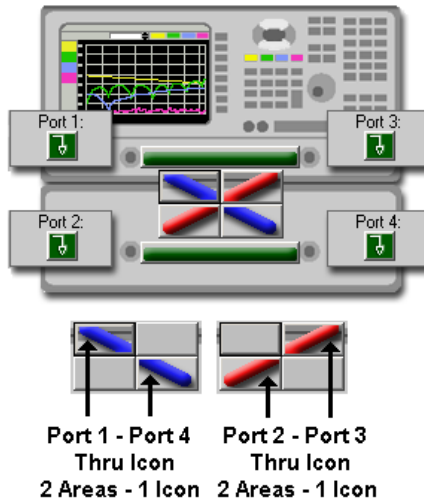 Port 1:
Port 3:
Port 2:
Port 4:
Port 1 - Port 4
Thru Icon
2 Areas - 1 Icon
Port 2 - Port 3
Thru Icon
2 Areas - 1 Icon